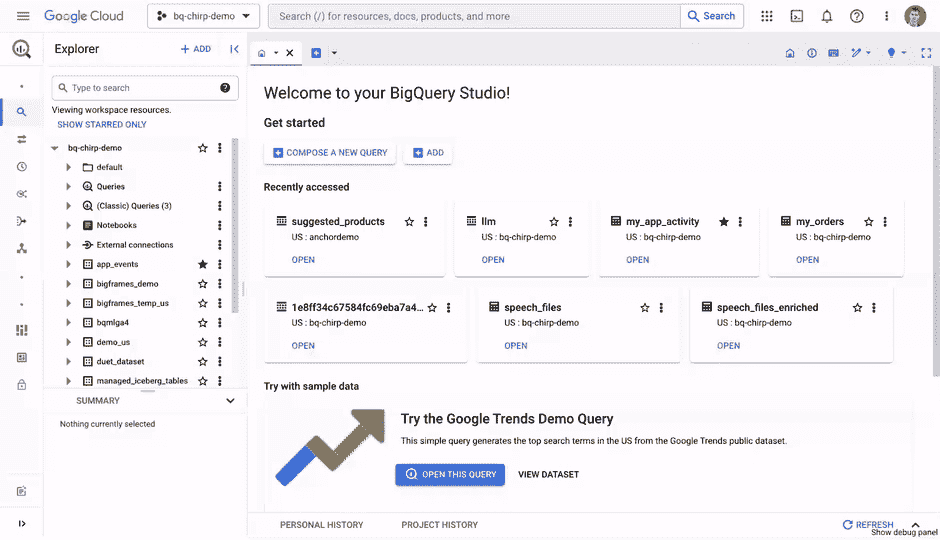 Google Cloud
bq-chirp-demo
Search (/) for resources, docs, products, and more
Search
Explorer
+ ADD
Type to search
Viewing workspace resources.
SHOW STARRED ONLY
bq-chirp-demo
default
Queries
(Classic) Queries (3)
Notebooks
External connections
app_events
bigframes_demo
bigframes_temp_us
bqmlga4
demo_us
duet_dataset
managed_iceberg_tables
SUMMARY
Nothing currently selected
Welcome to your BigQuery Studio!
Get started
COMPOSE A NEW QUERY
ADD
Recently accessed
suggested_products
US : anchordemo
OPEN
llm
US : bq-chirp-demo
OPEN
my_app_activity
US : bq-chirp-demo
OPEN
my_orders
US : bq-chirp-demo
OPEN
1e8ff34c67584fc69eba7a4...
US : bq-chirp-demo
OPEN
speech_files
US : bq-chirp-demo
OPEN
speech_files_enriched
US : bq-chirp-demo
OPEN
Try with sample data
Try the Google Trends Demo Query
This simple query generates the top search terms in the US from the Google Trends public dataset.
OPEN THIS QUERY
VIEW DATASET
PERSONAL HISTORY
PROJECT HISTORY
REFRESH
Show debug panel